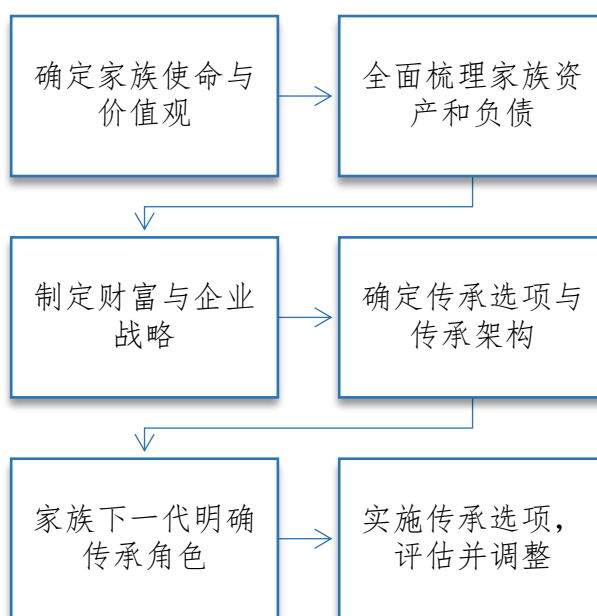 确定家族使命与
价值观
全面梳理家族资
产和负债
制定财富与企业
战略
确定传承选项与
传承架构
家族下一代明确
传承角色
实施传承选项，
评估并调整